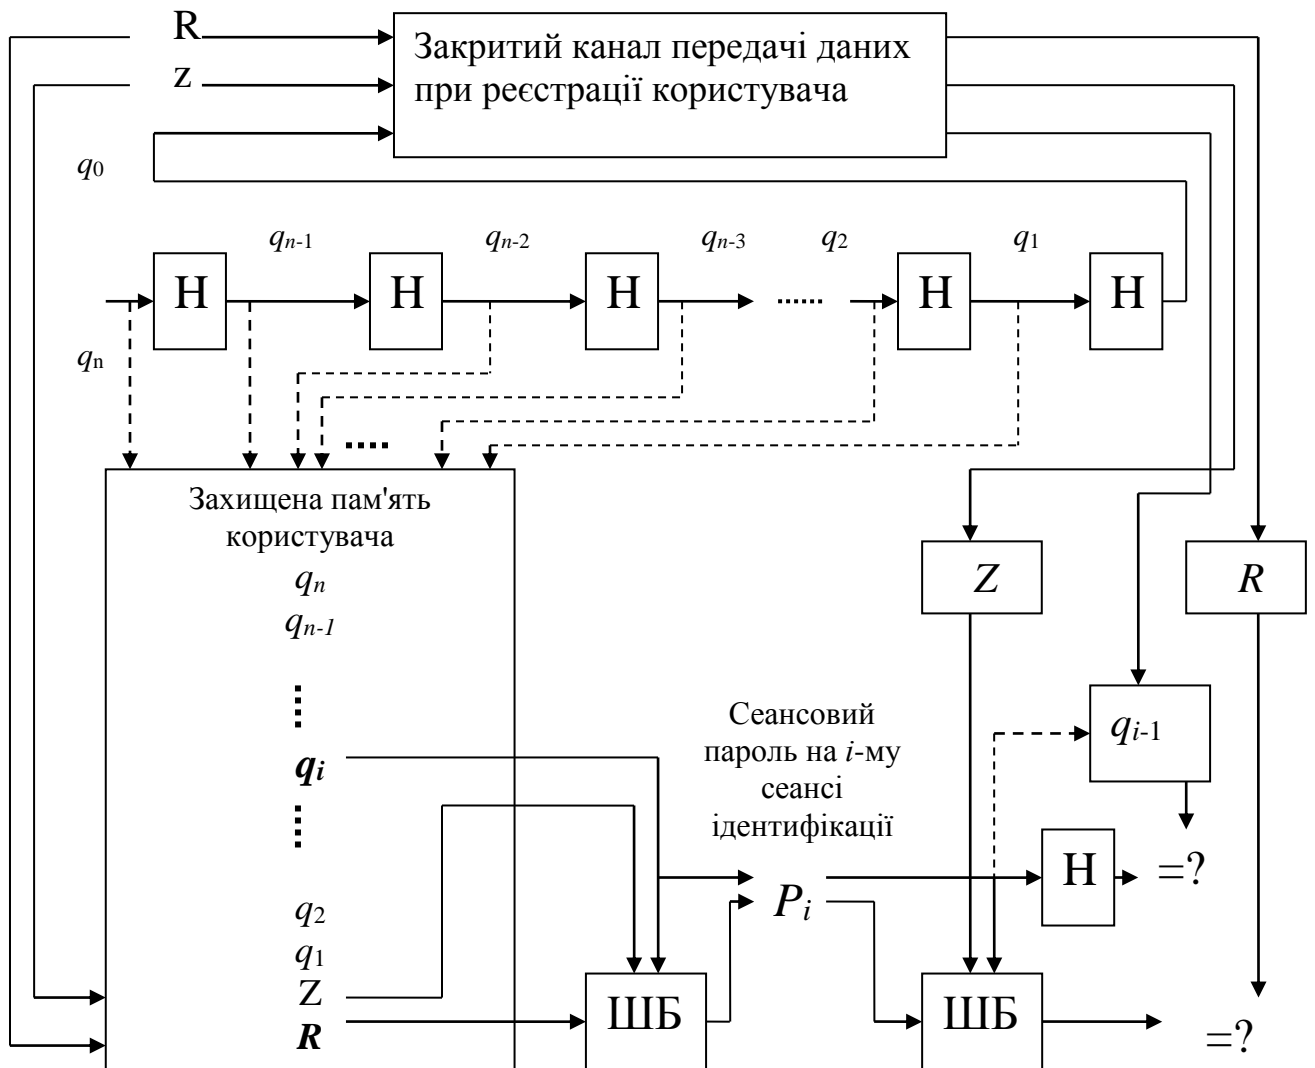 R
z
Закритий канал передачі даних
при реєстрації користувача
q0
qn-1
qn-2
qn-3
q2
q1
Н
Н
Н
......
Н
Н
qn
.....
Захищена пам'ять
користувача
qn
qn-1
qi
q2
q1
Z
R
Z
R
qi-1
Сеансовий
пароль на i-му
сеансі
ідентифікації
Pi
Н
=?
ШБ
ШБ
=?